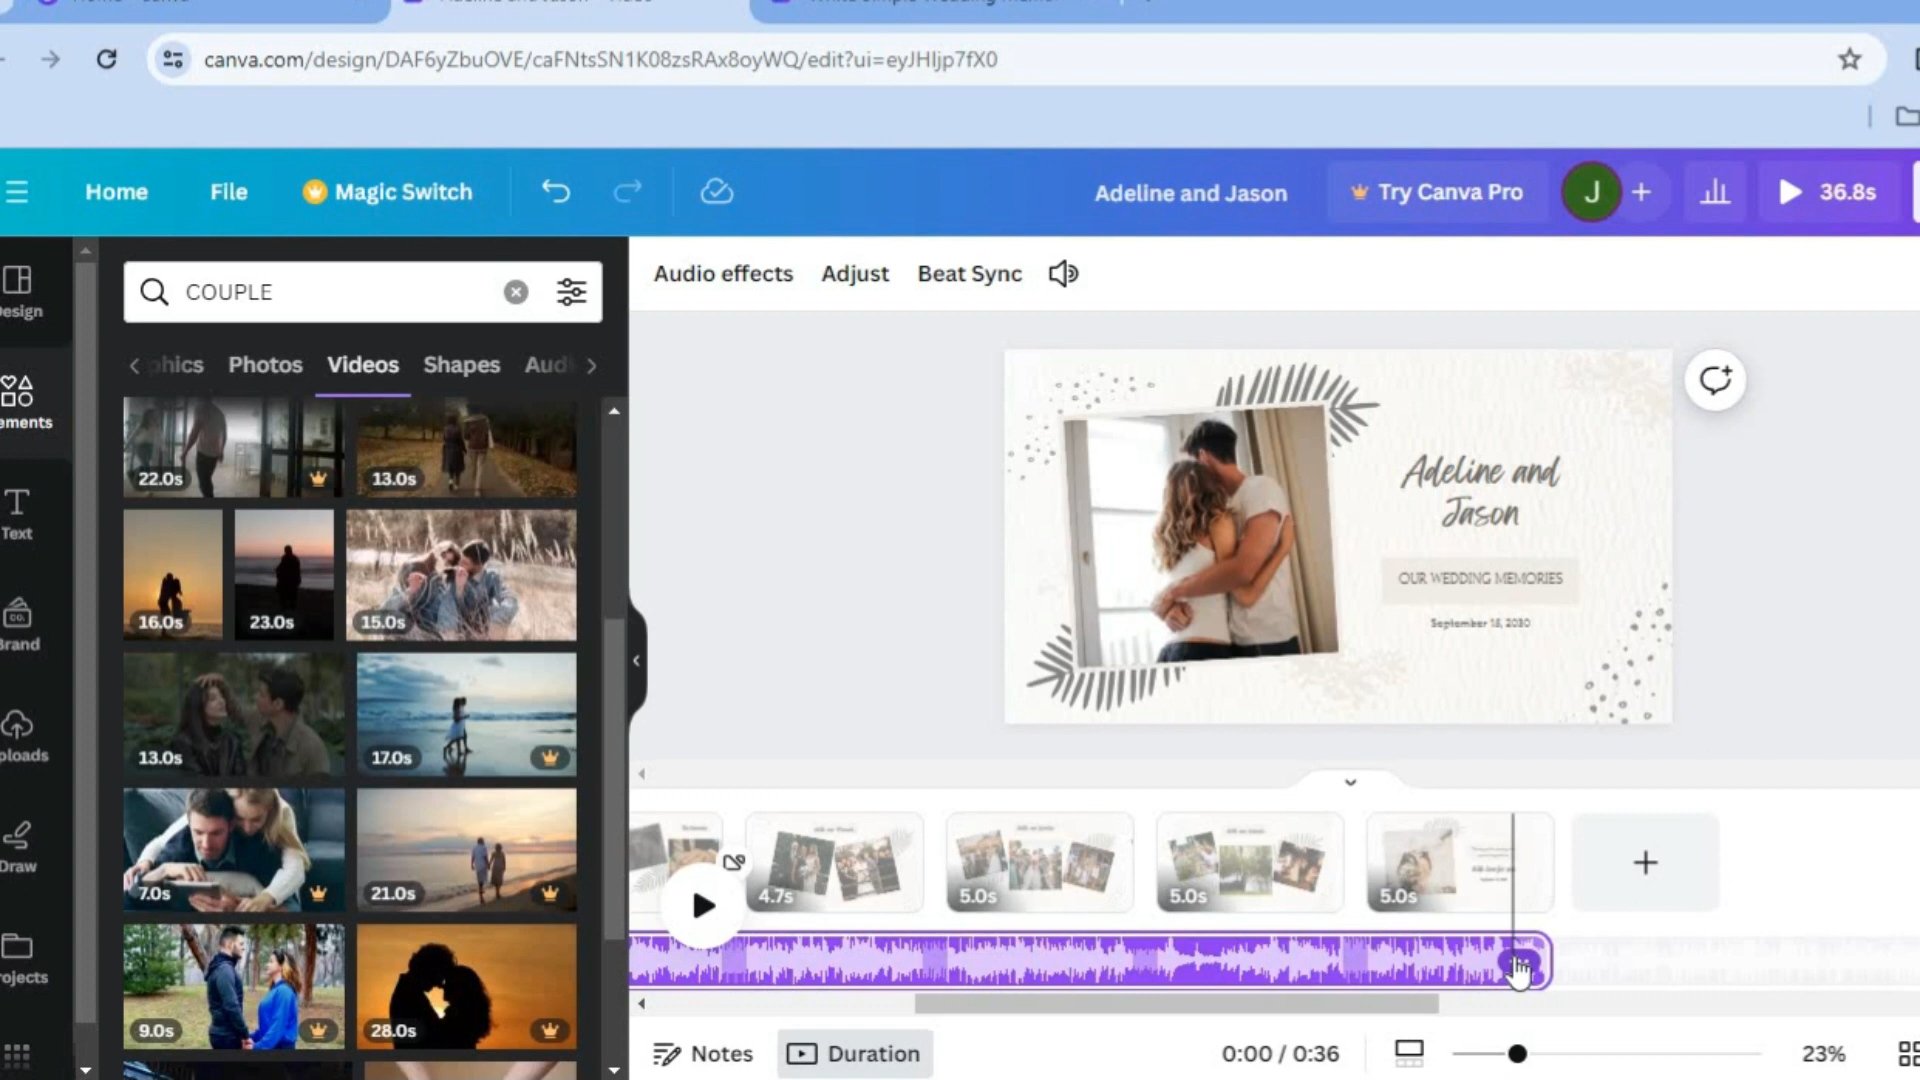 canva.com/design/DAF6yZbuOVE/caFNtsSN1K08zsRAx8oyWQ/edit?ui=eyJHIjp7fX0
Home
File
Magic Switch
Adeline and Jason
Try Canva Pro
J
36.8s
esign
ements
Text
Brand
ploads
Draw
rojects
COUPLE
phics
Photos
Videos
Shapes
Audi
22.0s
13.0s
16.0s
23.0s
15.0s
13.0s
17.0s
7.0s
21.0s
9.0s
28.0s
Audio effects
Adjust
Beat Sync
Adeline and
Jason
OUR WEDDING MEMORIES
September 18, 2030
4.7s
5.0s
5.0s
5.0s
Notes
Duration
0:00 / 0:36
23%